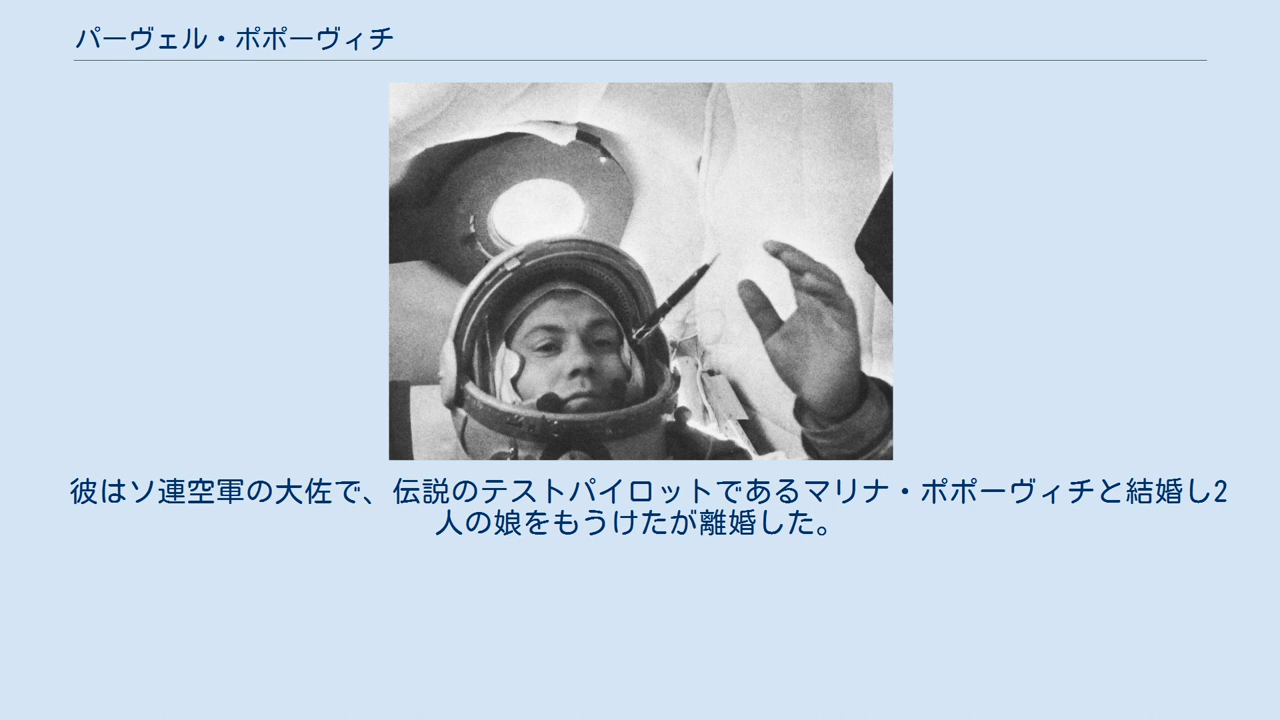 パーヴェル・ポポーヴィチ
彼はソ連空軍の大佐で、伝説のテストパイロットであるマリナ・ポポーヴィチと結婚し2
人の娘をもうけたが離婚した。